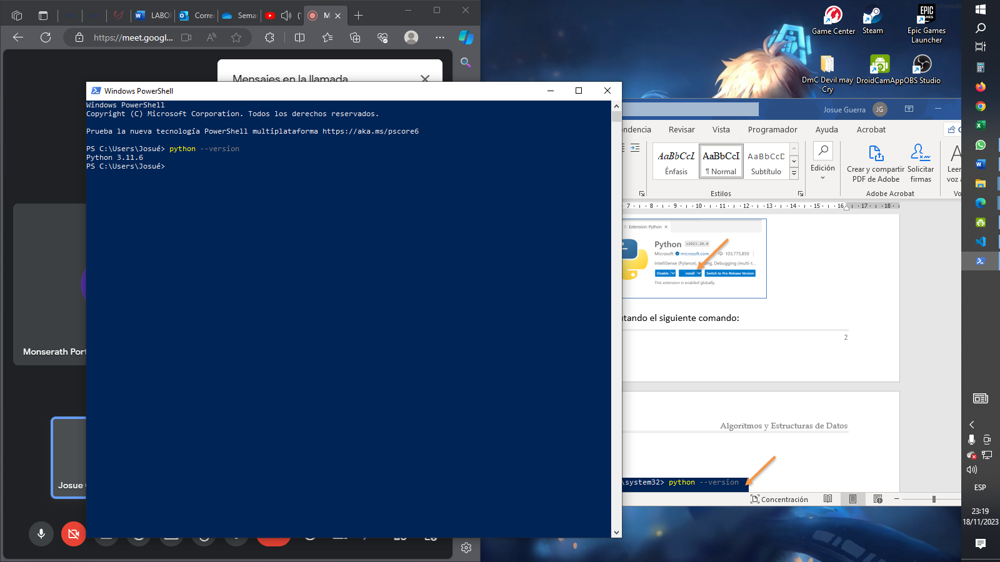 LABO
Corre
Sema
(
M
https://meet.googl...
Mensajes en la llamada
Monserath Port
Josue
Windows PowerShell
Windows PowerShell
Copyright (C) Microsoft Corporation. Todos los derechos reservados.
Prueba la nueva tecnología PowerShell multiplataforma https://aka.ms/pscore6
PS C:\Users\Josué> python --version
Python 3.11.6
PS C:\Users\Josué>
Game Center
Steam
Epic Games Launcher
DmC Devil may Cry
DroidCamApp
OBS Studio
Josue Guerra
JG
ndencia
Revisar
Vista
Programador
Ayuda
Acrobat
AaBbCcI
AaBbCcI
AaBbCcD
Énfasis
¶ Normal
Subtítulo
Estilos
Edición
Crear y compartir
PDF de Adobe
Solicitar
firmas
Adobe Acrobat
Leer
voz
Vo
7 8 9 10 11 12 13 14 15 16 17 18
Extension: Python
Python v2023.20.0
Microsoft microsoft.com 103,775,850
IntelliSense (Pylance), Debugging (multi-t...
Disable
install
Switch to Pre-Release Version
This extension is enabled globally.
utando el siguiente comando:
2
Algoritmos y Estructuras de Datos
\system32> python --version
Concentración
ESP
23:19
18/11/2023